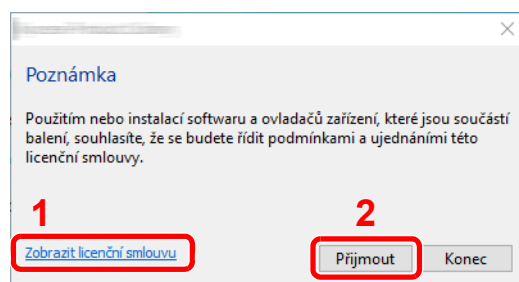 Poznámka
Použitím nebo instalací softwaru a ovladačů zařízení, které jsou součástí
balení, souhlasíte, že se budete řídit podmínkami a ujednáními této
licenční smlouvy.
1
2
Zobrazit licenční smlouvu
Přijmout
Konec